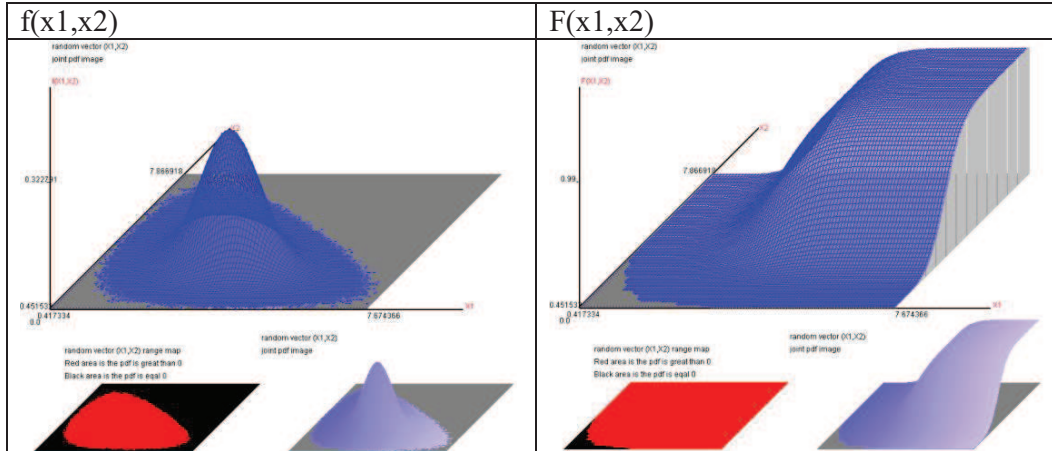 f(x1,x2)
random vector (X1,X2)
joint pdf image
f(X1,X2)
X2
7.866918
0.322791
0.451537
0.0
0.417334
7.674366
x1
random vector (X1,X2) range map
Red area is the pdf is great than 0
Black area is the pdf is eqal 0
random vector (X1,X2)
joint pdf image
F(x1,x2)
random vector (X1,X2)
joint pdf image
F(X1,X2)
X2
7.866918
0.99
0.417334
0.0
7.674366
x1
random vector (X1,X2) range map
Red area is the pdf is great than 0
Black area is the pdf is eqal 0
random vector (X1,X2)
joint pdf image